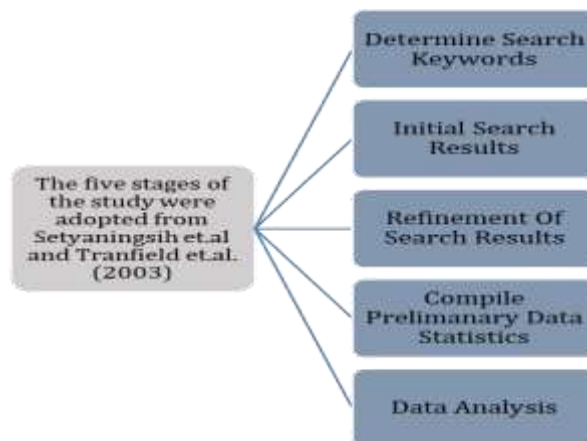 The five stages of
the study were
adopted from
Setyaningsih et.al
and Tranfield et.al.
(2003)
Determine Search
Keywords
Initial Search
Results
Refinement Of
Search Results
Compile
Prelimanary Data
Statistics
Data Analysis